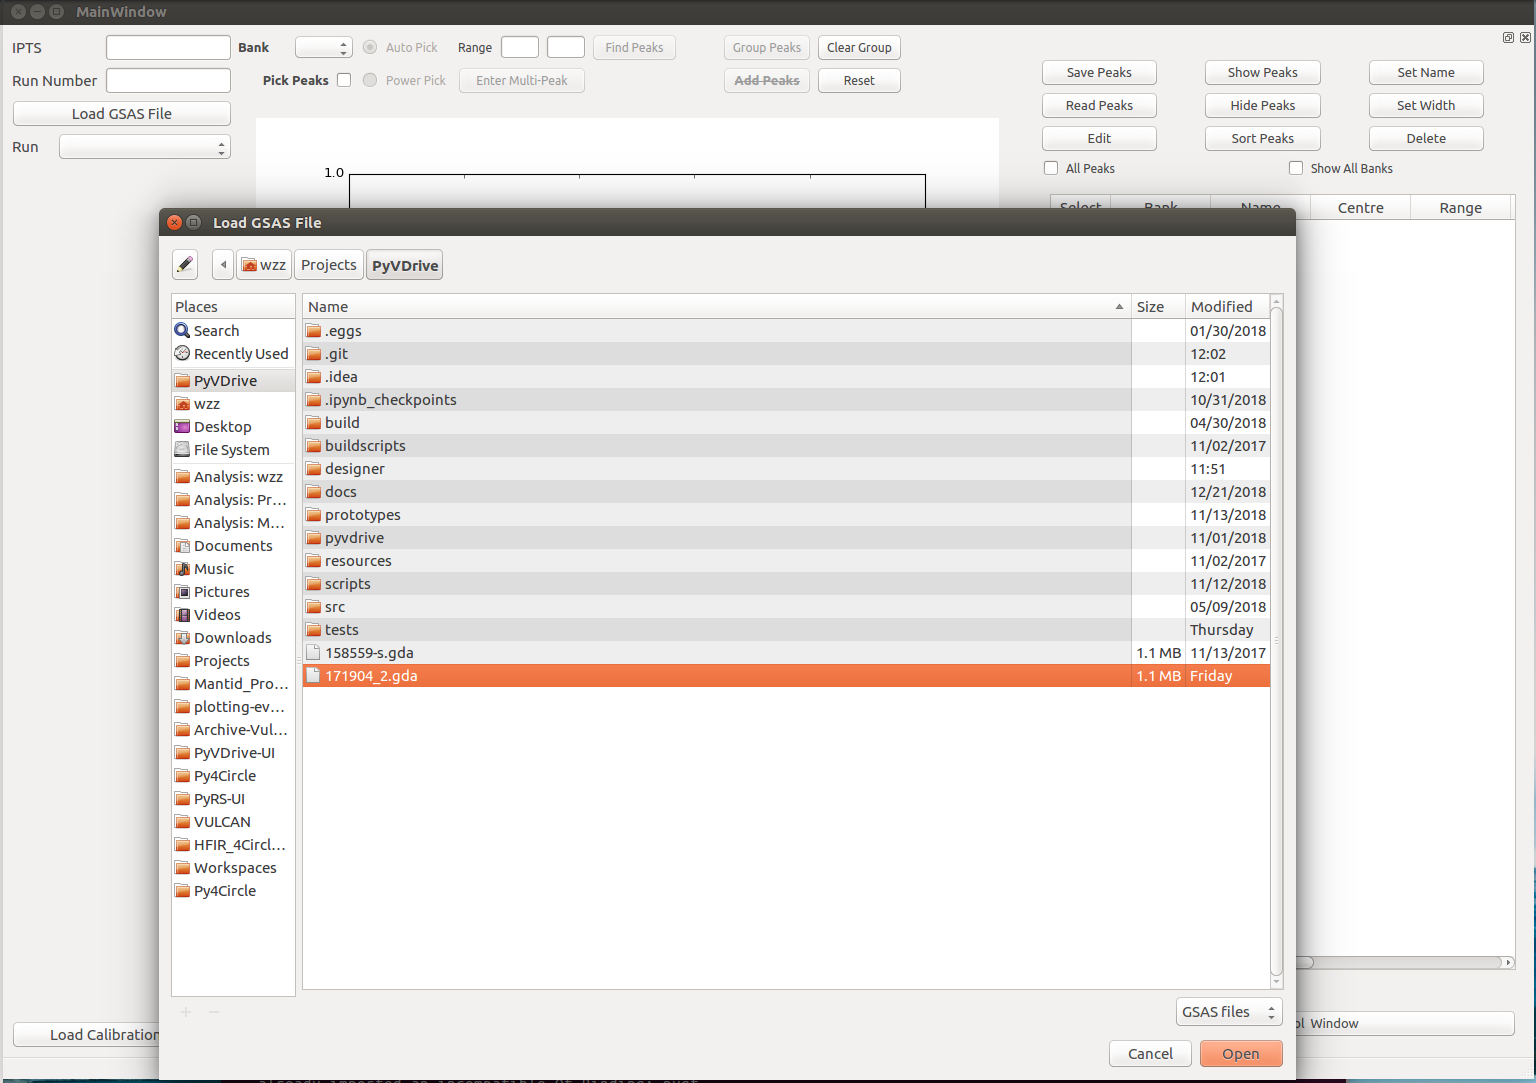 MainWindow
IPTS
Bank
Auto Pick
Range
Find Peaks
Group Peaks
Clear Group
Run Number
Pick Peaks
Power Pick
Enter Multi-Peak
Add Peaks
Reset
Load GSAS File
Run
Save Peaks
Show Peaks
Set Name
Read Peaks
Hide Peaks
Set Width
Edit
Sort Peaks
Delete
All Peaks
Show All Banks
1.0
Select Bank Name Centre Range
Load GSAS File
wzz
Projects
PyVDrive
Places
Search
Recently Used
PyVDrive
wzz
Desktop
File System
Analysis: wzz
Analysis: Pr...
Analysis: M...
Documents
Music
Pictures
Videos
Downloads
Projects
Mantid_Pro...
plotting-ev...
Archive-Vul...
PyVDrive-UI
Py4Circle
PyRS-UI
VULCAN
HFIR_4Circl...
Workspaces
Py4Circle
Name Size Modified
.eggs 01/30/2018
.git 12:02
.idea 12:01
.ipynb_checkpoints 10/31/2018
build 04/30/2018
buildscripts 11/02/2017
designer 11:51
docs 12/21/2018
prototypes 11/13/2018
pyvdrive 11/01/2018
resources 11/02/2017
scripts 11/12/2018
src 05/09/2018
tests Thursday
158559-s.gda 1.1 MB 11/13/2017
171904_2.gda 1.1 MB Friday
GSAS files
Cancel
Open
Load Calibration
Window